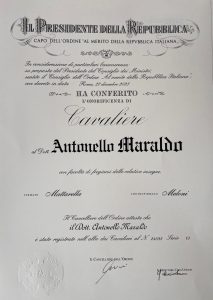 IL PRESIDENTE DELLA REPUBBLICA
CAPO DELL'ORDINE "AL MERITO DELLA REPUBBLICA ITALIANA"
In considerazione di particolari benemerenze
su proposta del Presidente del Consiglio dei Ministri;
sentito il Consiglio dell'Ordine "Al merito della Repubblica Italiana",
con decreto in data Roma, 27 dicembre
HA CONFERITO
L'ONORIFICENZA DI
Cavaliere
al Dott. Antonello Maraldo
con facoltà di fregiarsi delle relative insegne.
Mattarella Meloni
Il Cancelliere dell'Ordine attesta che
il Dott. Antonello Maraldo
è stato registrato nell'albo dei Cavalieri al N. Serie
IL CANCELLIERE DELL'ORDINE